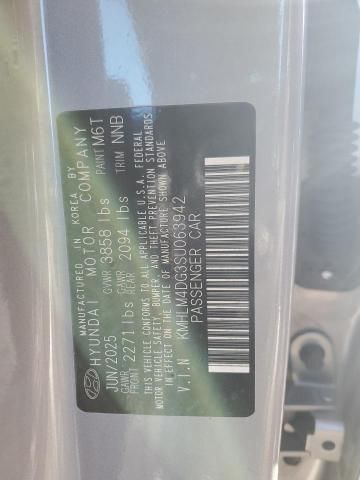 MANUFACTURED IN KOREA BY
HYUNDAI MOTOR COMPANY
JUN/2025 GVWR 3858 lbs PAINT M6T
GAWR FRONT 2271 lbs GAWR REAR 2094 lbs TRIM NNB
THIS VEHICLE CONFORMS TO ALL APPLICABLE U.S.A. FEDERAL
MOTOR VEHICLE SAFETY, BUMPER, AND THEFT PREVENTION STANDARDS
IN EFFECT ON THE DATE OF MANUFACTURE SHOWN ABOVE
V.I.N KMHLM4DG3SU063942
PASSENGER CAR